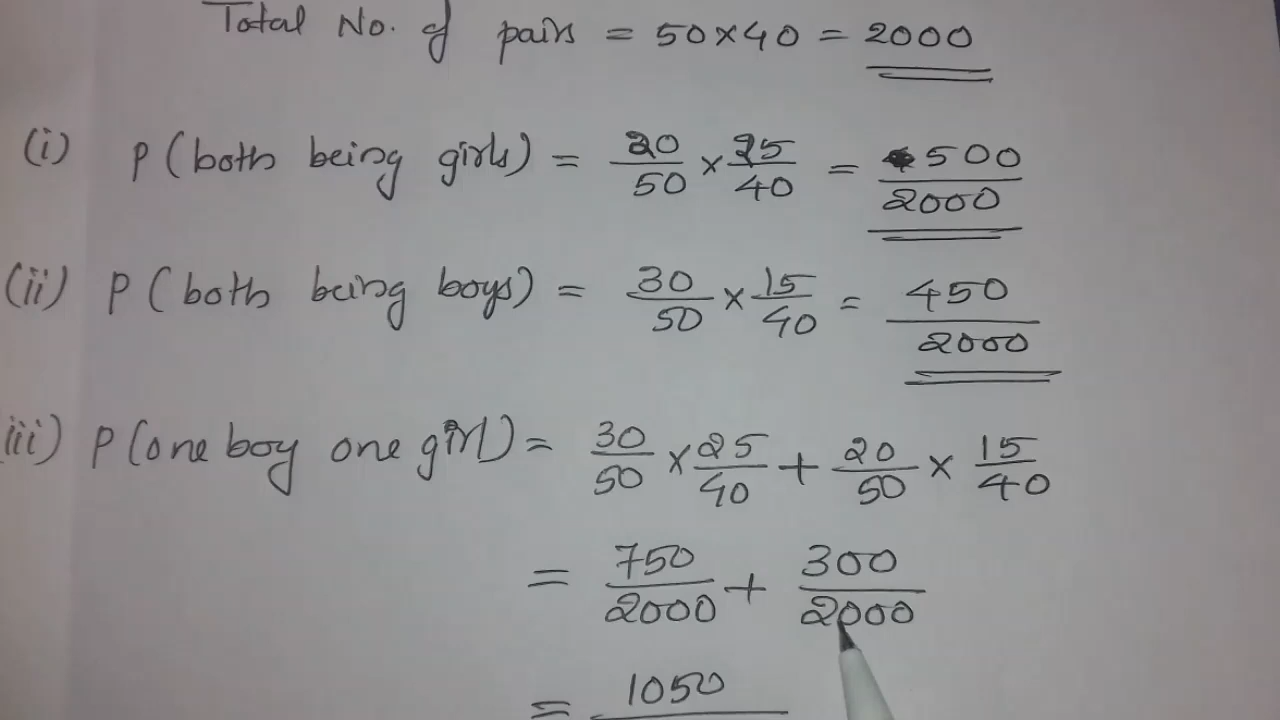 Total No. of pairs = 50×40 = 2000
(i) P(both being girls) = 20/50 × 25/40 = 500/2000
(ii) P(both being boys) = 30/50 × 15/40 = 450/2000
(iii) P(one boy one girl) = 30/50 × 25/40 + 20/50 × 15/40
= 750/2000 + 300/2000
= 1050